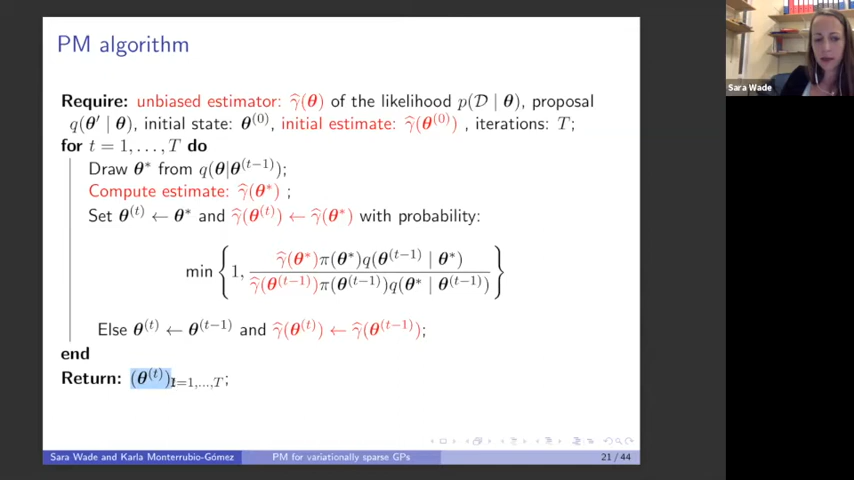 PM algorithm
Require: unbiased estimator: γ̂(θ) of the likelihood p(D | θ), proposal
q(θ′ | θ), initial state: θ^(0), initial estimate: γ̂(θ^(0)) , iterations: T;
for t = 1, . . . , T do
Draw θ* from q(θ|θ^(t−1));
Compute estimate: γ̂(θ*) ;
Set θ^(t) ← θ* and γ̂(θ^(t)) ← γ̂(θ*) with probability:
min { 1, γ̂(θ*)π(θ*)q(θ^(t−1) | θ*) / γ̂(θ^(t−1))π(θ^(t−1))q(θ* | θ^(t−1)) }
Else θ^(t) ← θ^(t−1) and γ̂(θ^(t)) ← γ̂(θ^(t−1));
end
Return: (θ^(t))_t=1,...,T;
Sara Wade and Karla Monterrubio-Gómez
PM for variationally sparse GPs
21 / 44
Sara Wade